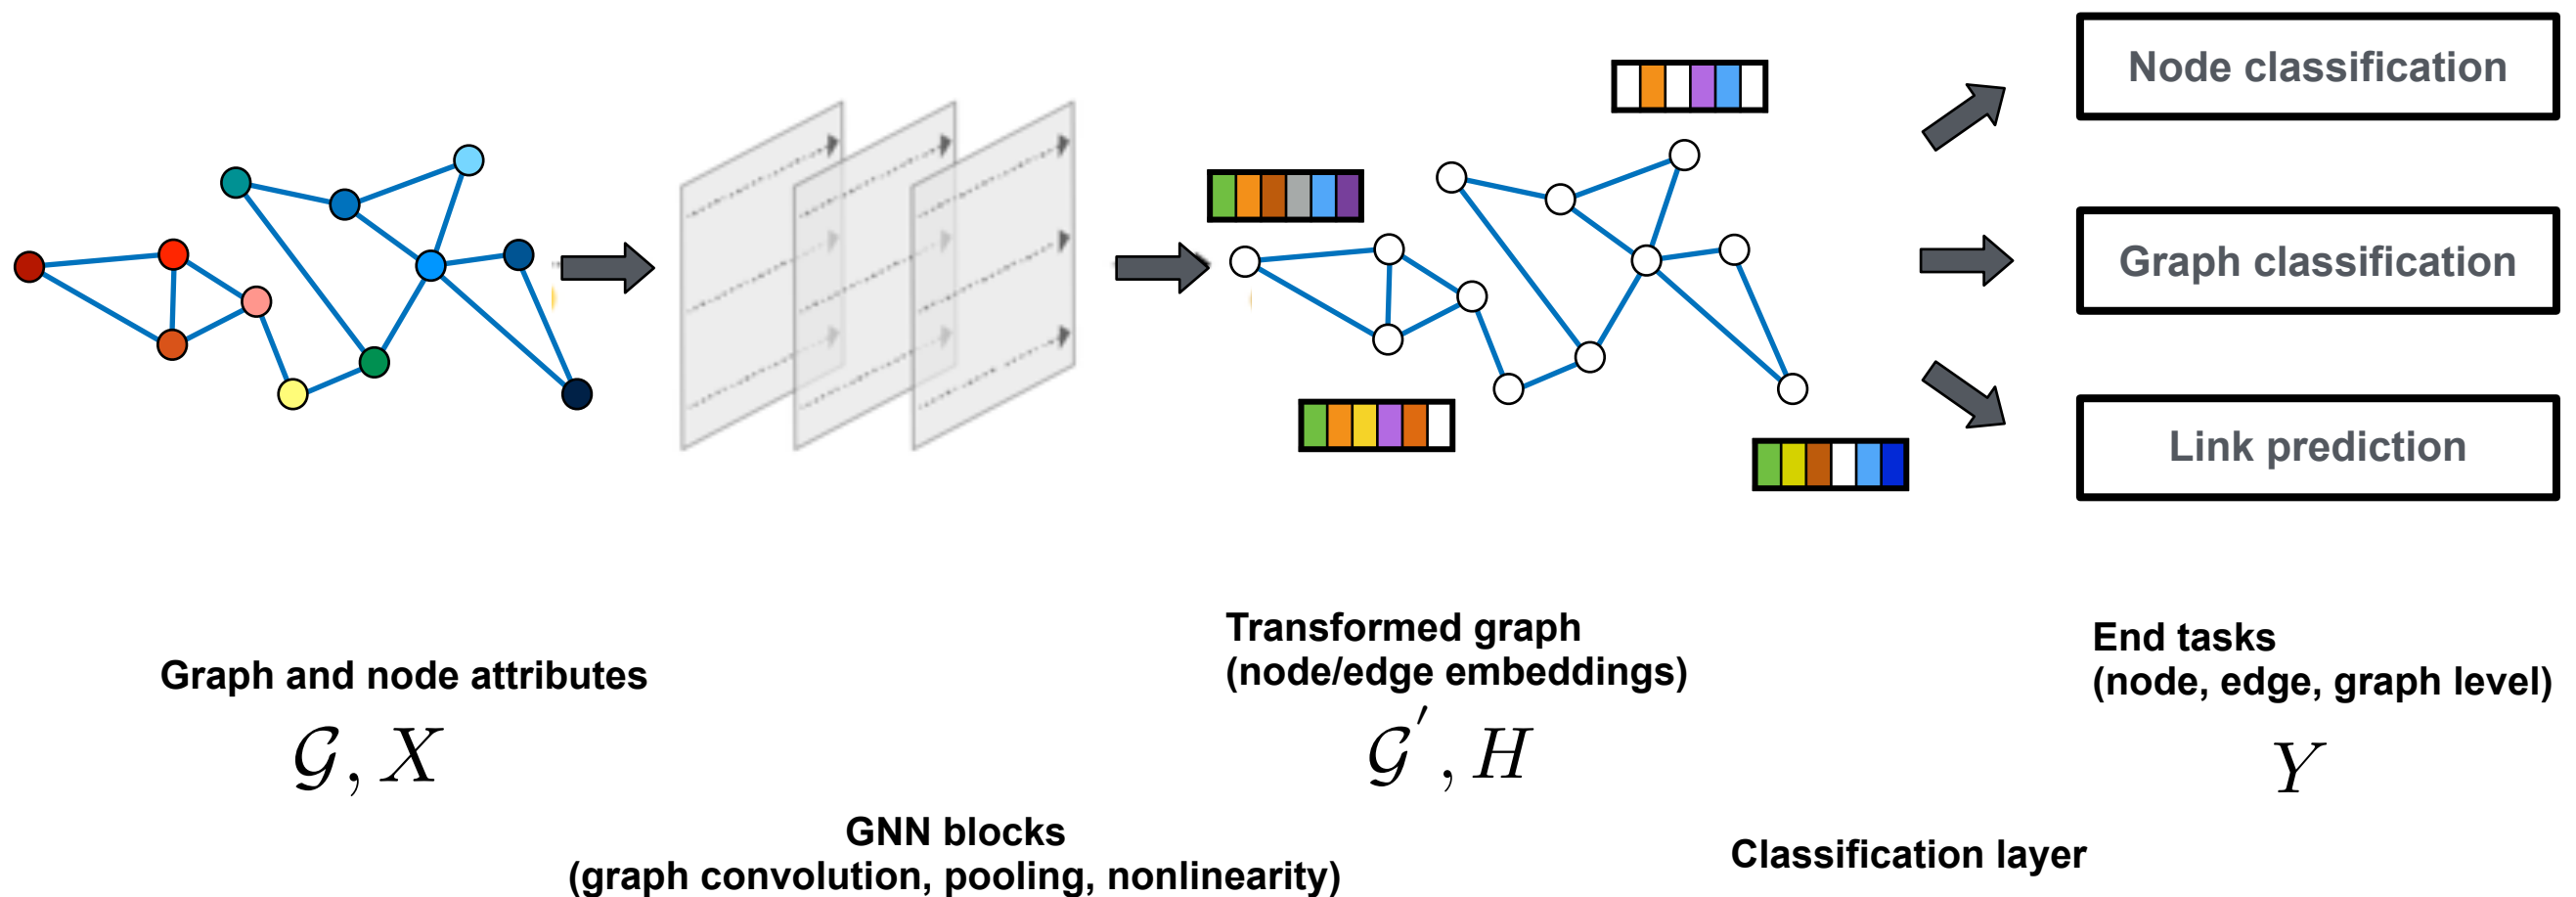 Node classification
Graph classification
Link prediction
Graph and node attributes
𝒢, X
GNN blocks
(graph convolution, pooling, nonlinearity)
Transformed graph
(node/edge embeddings)
𝒢′, H
Classification layer
End tasks
(node, edge, graph level)
Y